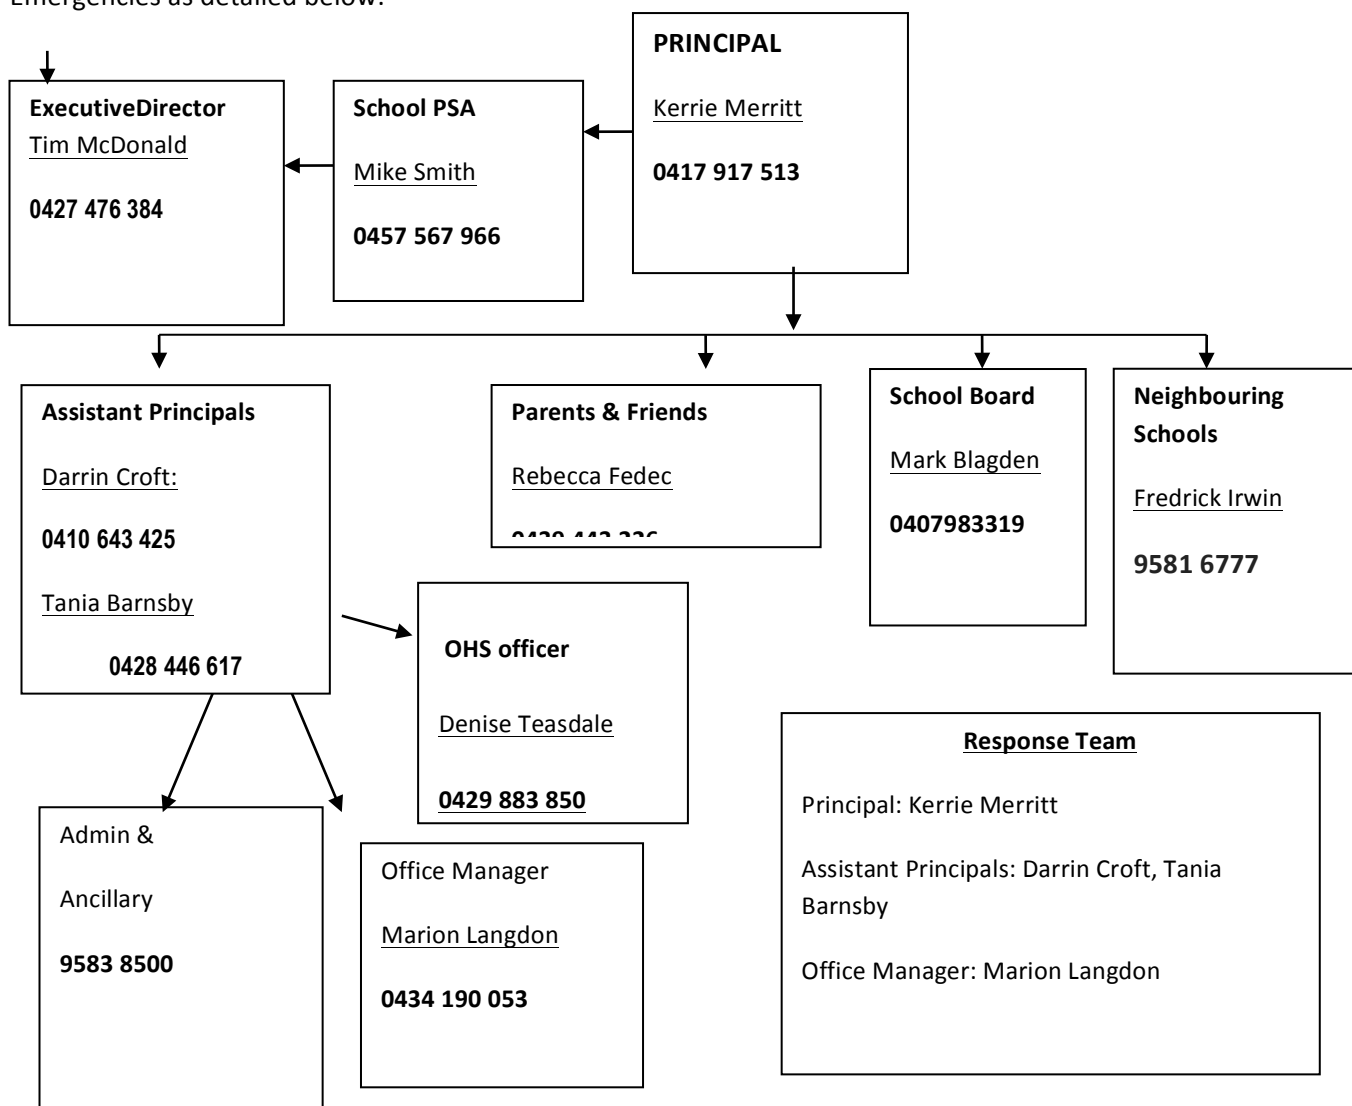 Emergencies as detailed below:
PRINCIPAL
Kerrie Merritt
0417 917 513
School PSA
Mike Smith
0457 567 966
ExecutiveDirector
Tim McDonald
0427 476 384
Assistant Principals
Darrin Croft:
0410 643 425
Tania Barnsby
0428 446 617
Parents & Friends
Rebecca Fedec
School Board
Mark Blagden
0407983319
Neighbouring
Schools
Fredrick Irwin
9581 6777
OHS officer
Denise Teasdale
0429 883 850
Admin &
Ancillary
9583 8500
Office Manager
Marion Langdon
0434 190 053
Response Team
Principal: Kerrie Merritt
Assistant Principals: Darrin Croft, Tania
Barnsby
Office Manager: Marion Langdon